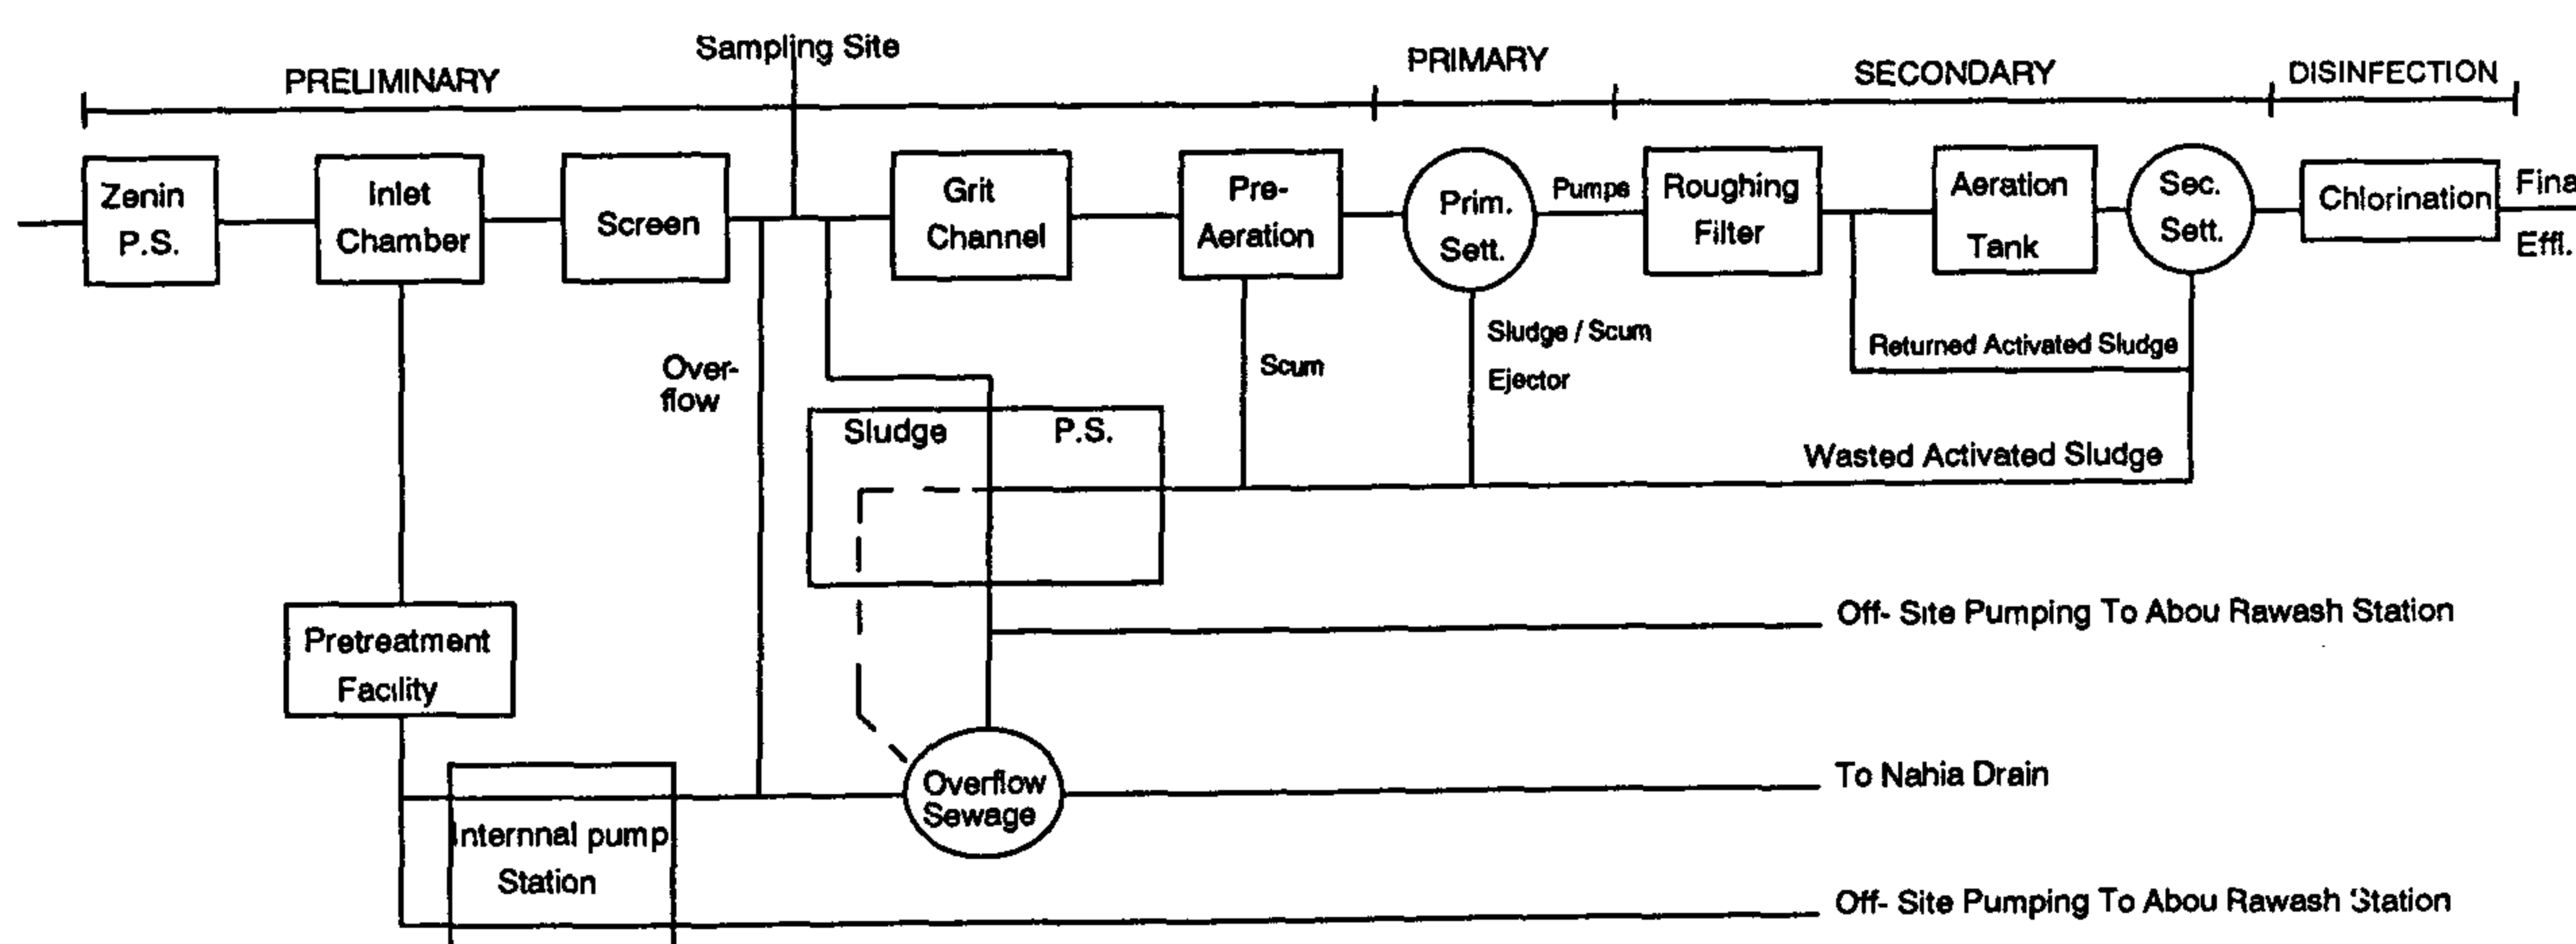 Sampling Site
PRELIMINARY
PRIMARY
SECONDARY
DISINFECTION
Zenin
P.S.
Inlet
Chamber
Screen
Grit
Channel
Pre-
Aeration
Prim.
Sett.
Pumps
Roughing
Filter
Aeration
Tank
Sec.
Sett.
Chlorination
Fina
Effl.
Over-
flow
Scum
Sludge / Scum
Ejector
Returned Activated Sludge
Sludge P.S.
Wasted Activated Sludge
Pretreatment
Facility
Off- Site Pumping To Abou Rawash Station
Overflow
Sewage
To Nahia Drain
Internnal pump
Station
Off- Site Pumping To Abou Rawash Station